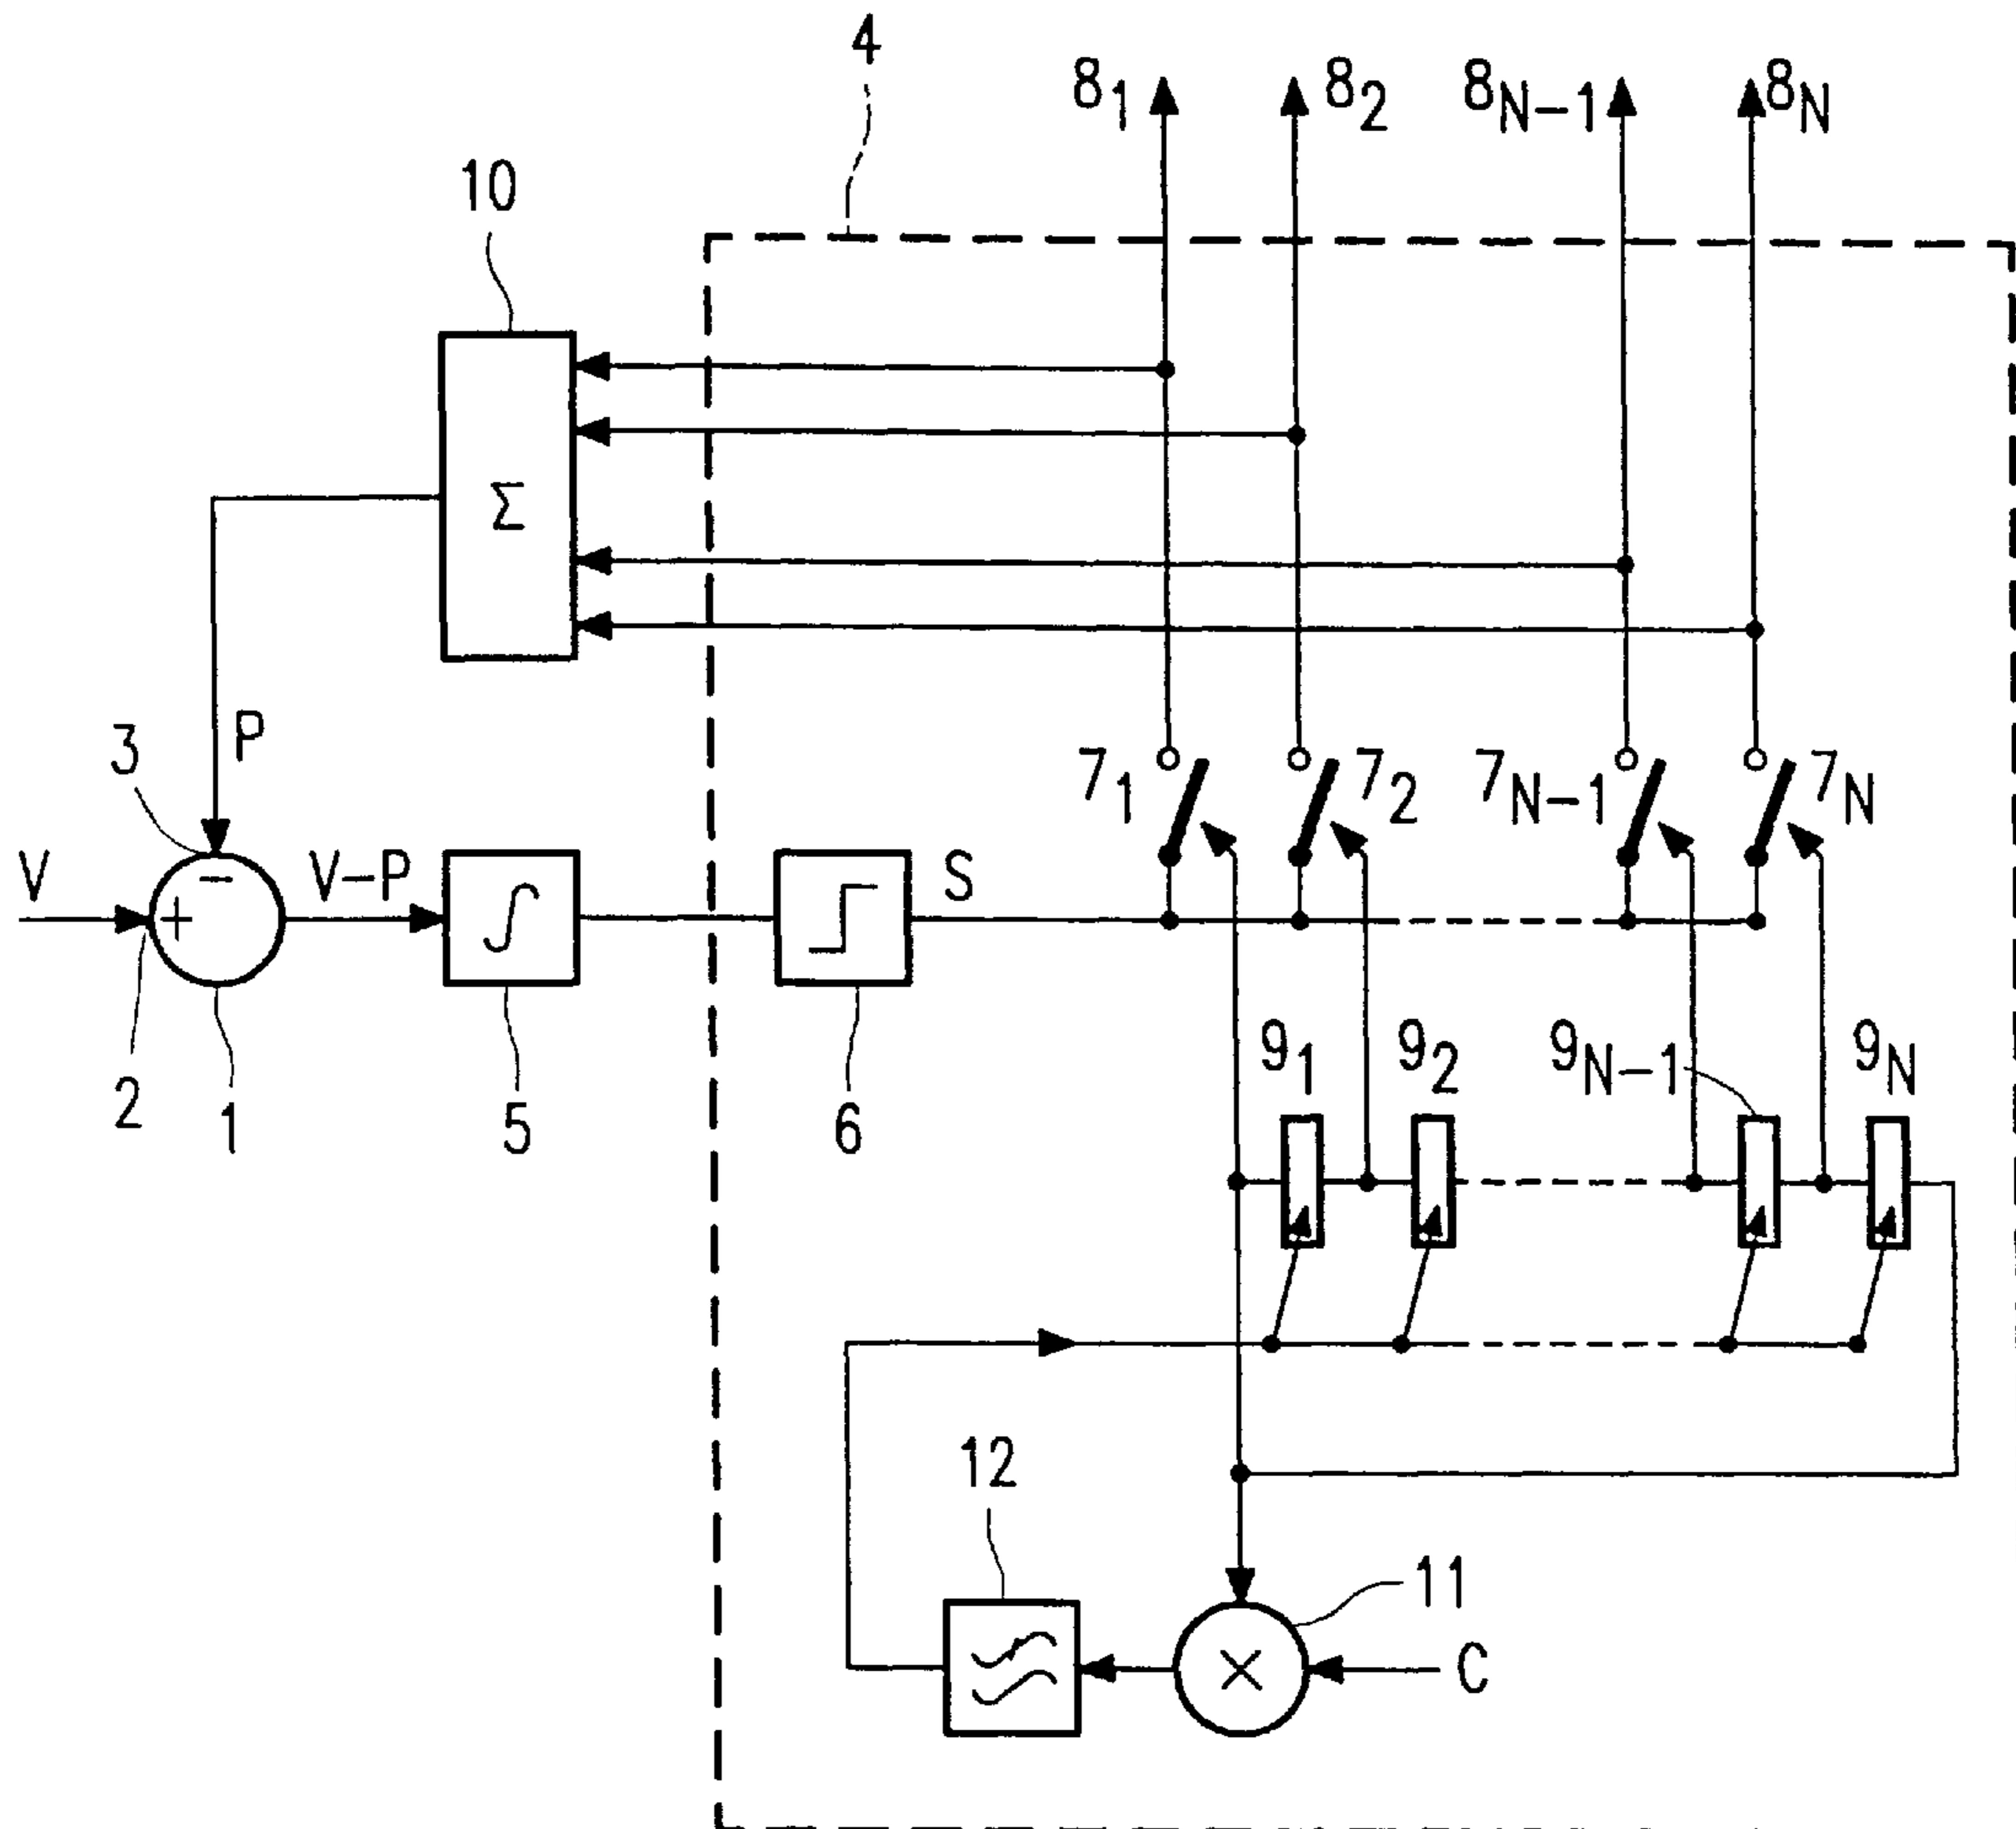 4
8₁ 8₂ 8N–1 8N
10
Σ
3 P
7₁ 7₂ 7N–1 7N
V + − V–P ∫ S
9₁ 9₂ 9N–1 9N
2 1 5 6
12
11
× C